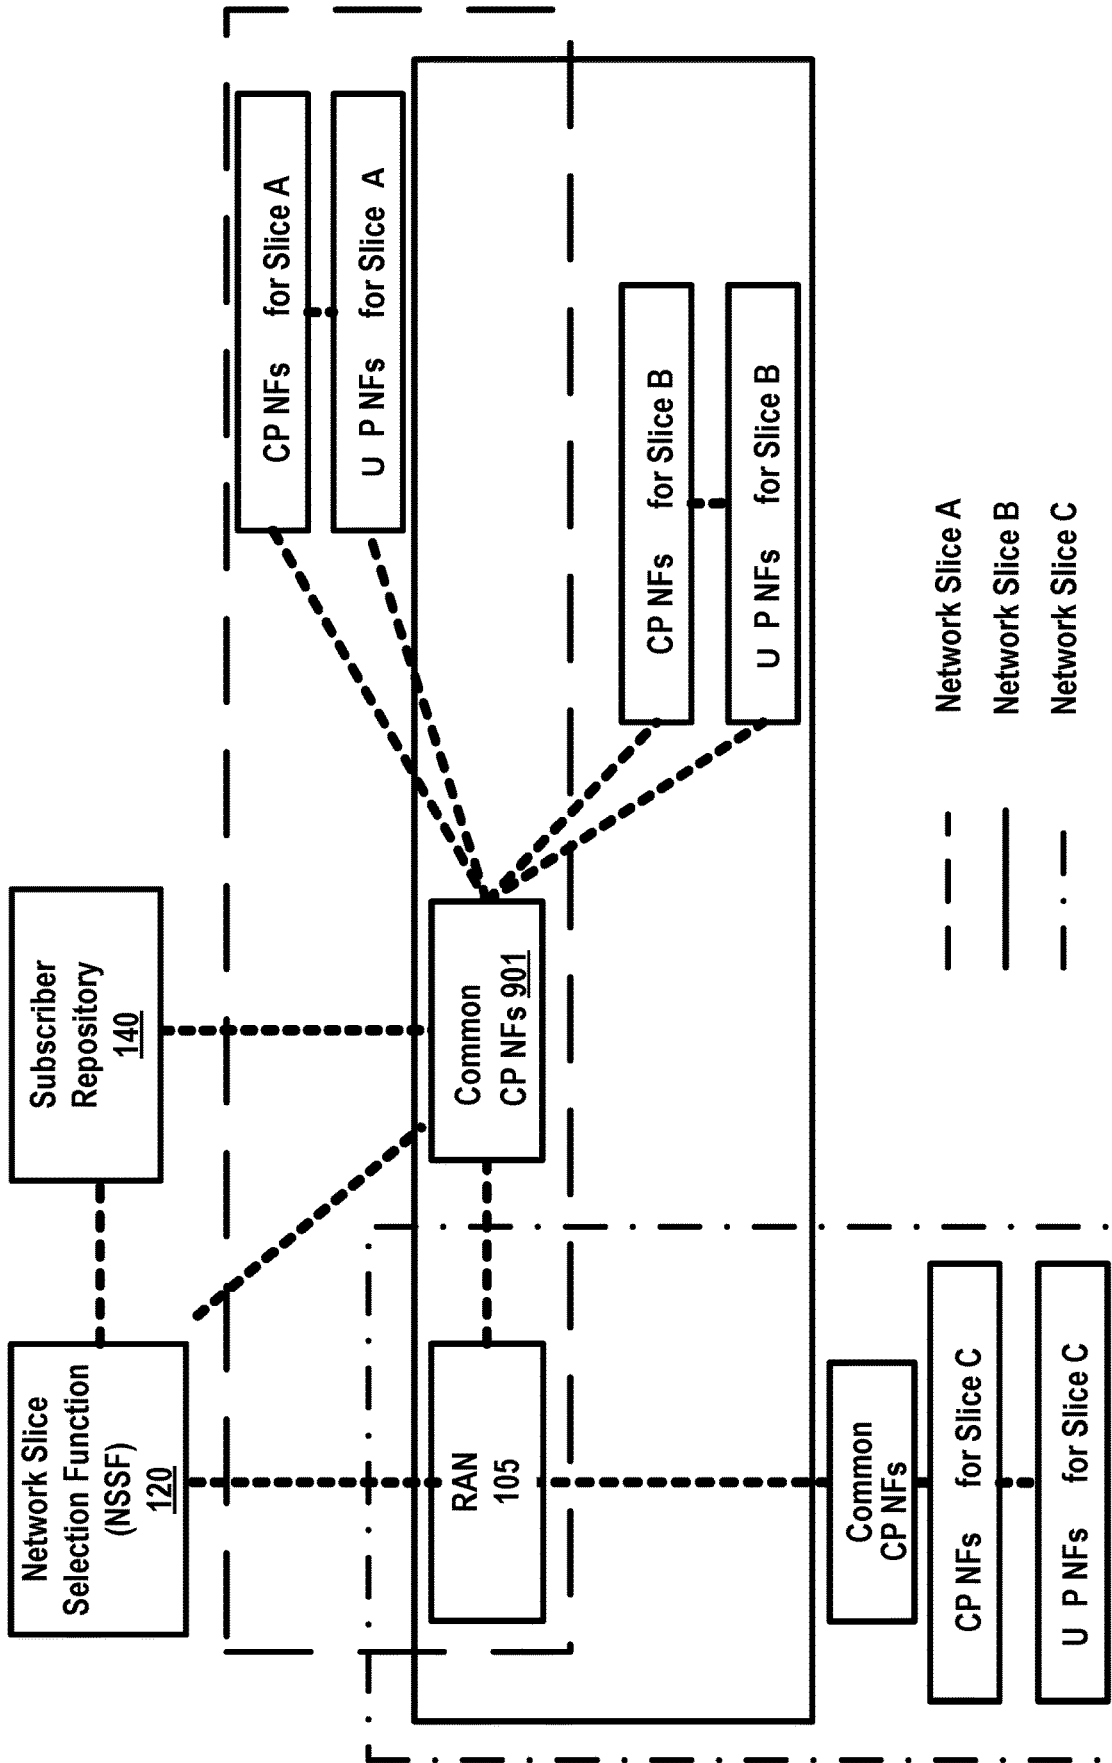 Network Slice
Selection Function
(NSSF)
120
Subscriber
Repository
140
RAN
105
Common
CP NFs 901
CP NFs for Slice A
U P NFs for Slice A
CP NFs for Slice B
U P NFs for Slice B
Common
CP NFs
CP NFs for Slice C
U P NFs for Slice C
Network Slice A
Network Slice B
Network Slice C